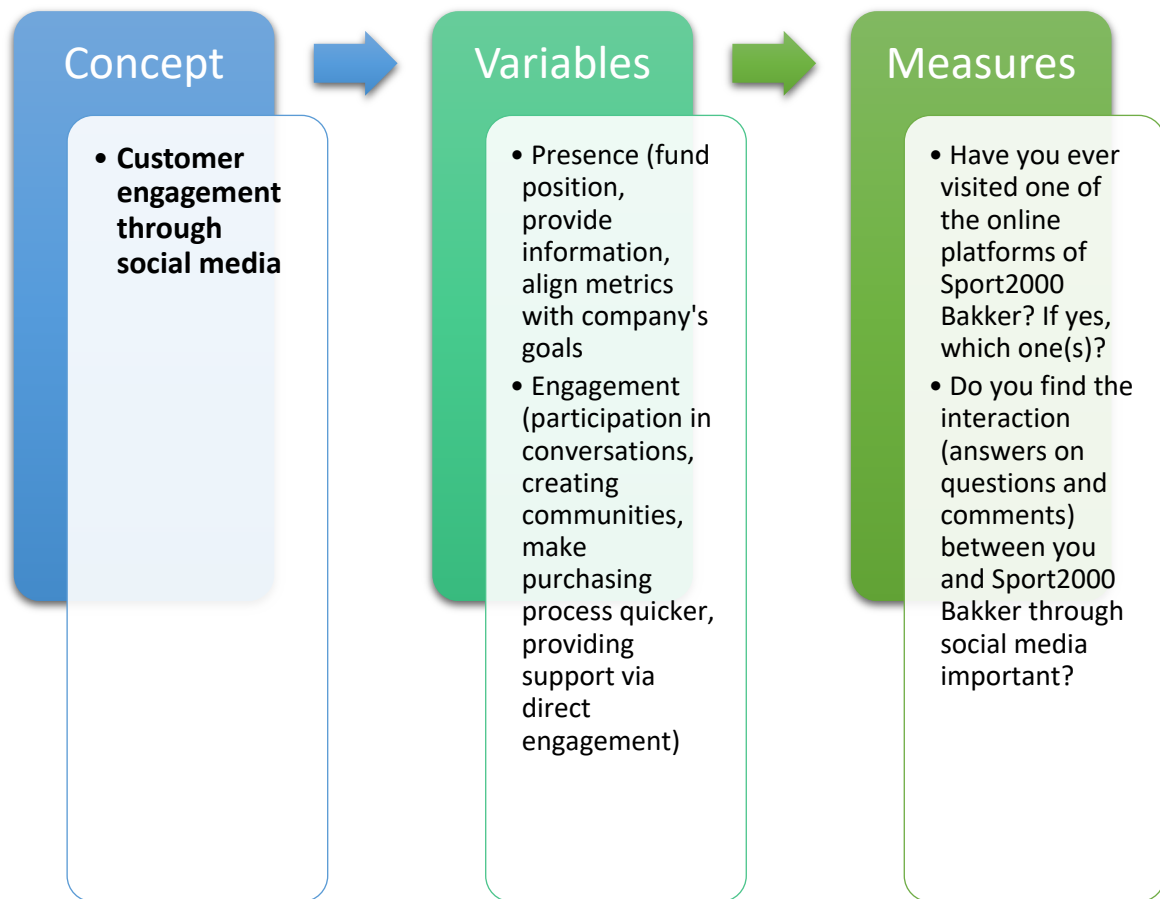 Concept
• Customer
engagement
through
social media
Variables
• Presence (fund
position,
provide
information,
align metrics
with company's
goals
• Engagement
(participation in
conversations,
creating
communities,
make
purchasing
process quicker,
providing
support via
direct
engagement)
Measures
• Have you ever
visited one of
the online
platforms of
Sport2000
Bakker? If yes,
which one(s)?
• Do you find the
interaction
(answers on
questions and
comments)
between you
and Sport2000
Bakker through
social media
important?